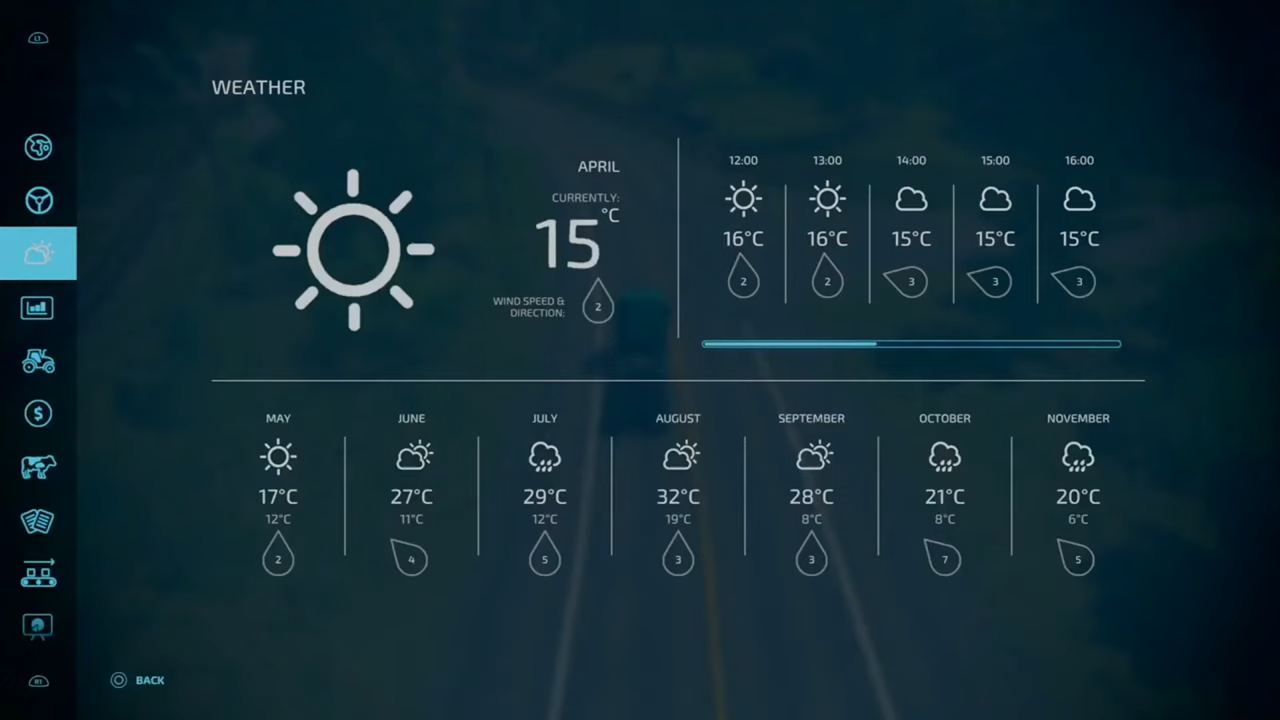 L1
WEATHER
APRIL
CURRENTLY:
15 °C
WIND SPEED &
DIRECTION:
2
12:00 13:00 14:00 15:00 16:00
16°C 16°C 15°C 15°C 15°C
2 2 3 3 3
$
MAY JUNE JULY AUGUST SEPTEMBER OCTOBER NOVEMBER
17°C 27°C 29°C 32°C 28°C 21°C 20°C
12°C 11°C 12°C 19°C 8°C 8°C 6°C
2 4 5 3 3 7 5
R1
BACK